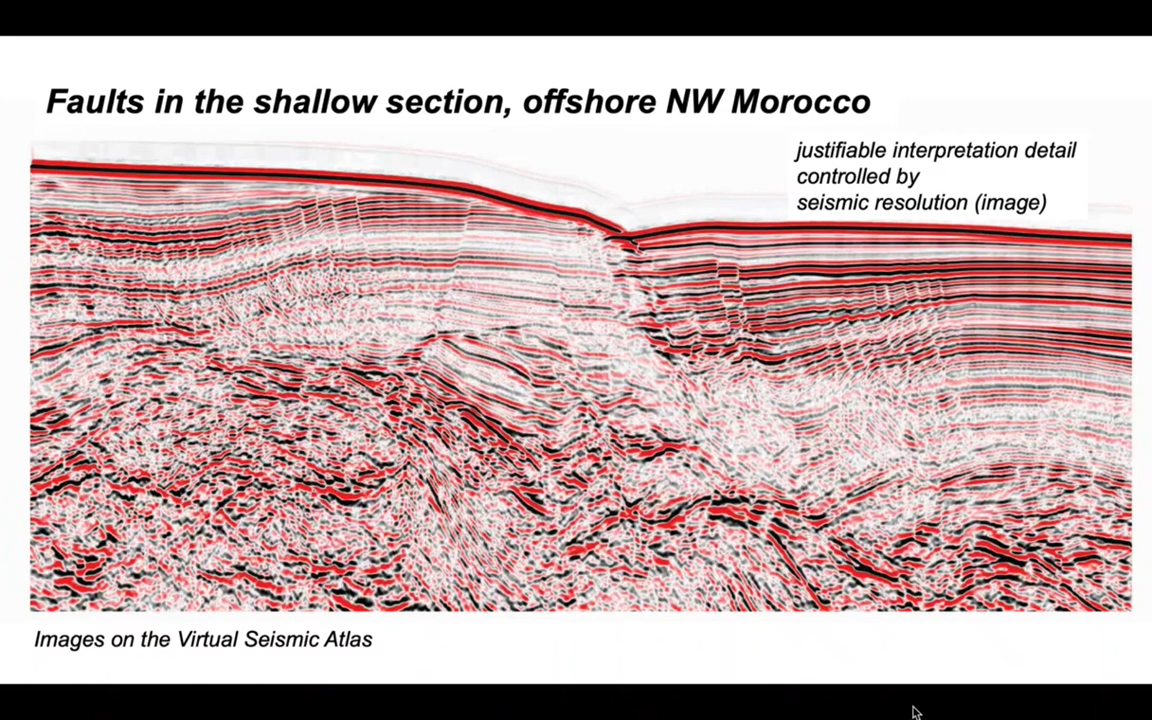 Faults in the shallow section, offshore NW Morocco
justifiable interpretation detail
controlled by
seismic resolution (image)
Images on the Virtual Seismic Atlas